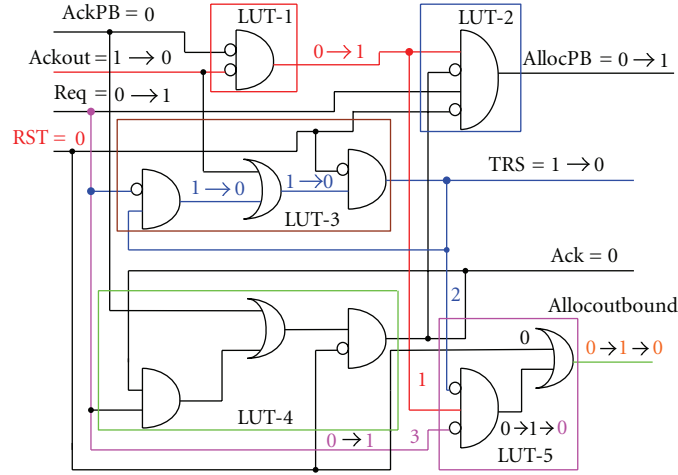 AckPB = 0
LUT-1
LUT-2
Ackout = 1 → 0
0 → 1
AllocPB = 0 → 1
Req = 0 → 1
RST = 0
TRS = 1 → 0
1 → 0
1 → 0
LUT-3
Ack = 0
2
Allocoutbound
0
0 → 1 → 0
1
LUT-4
0 → 1
3
0 → 1 → 0
LUT-5